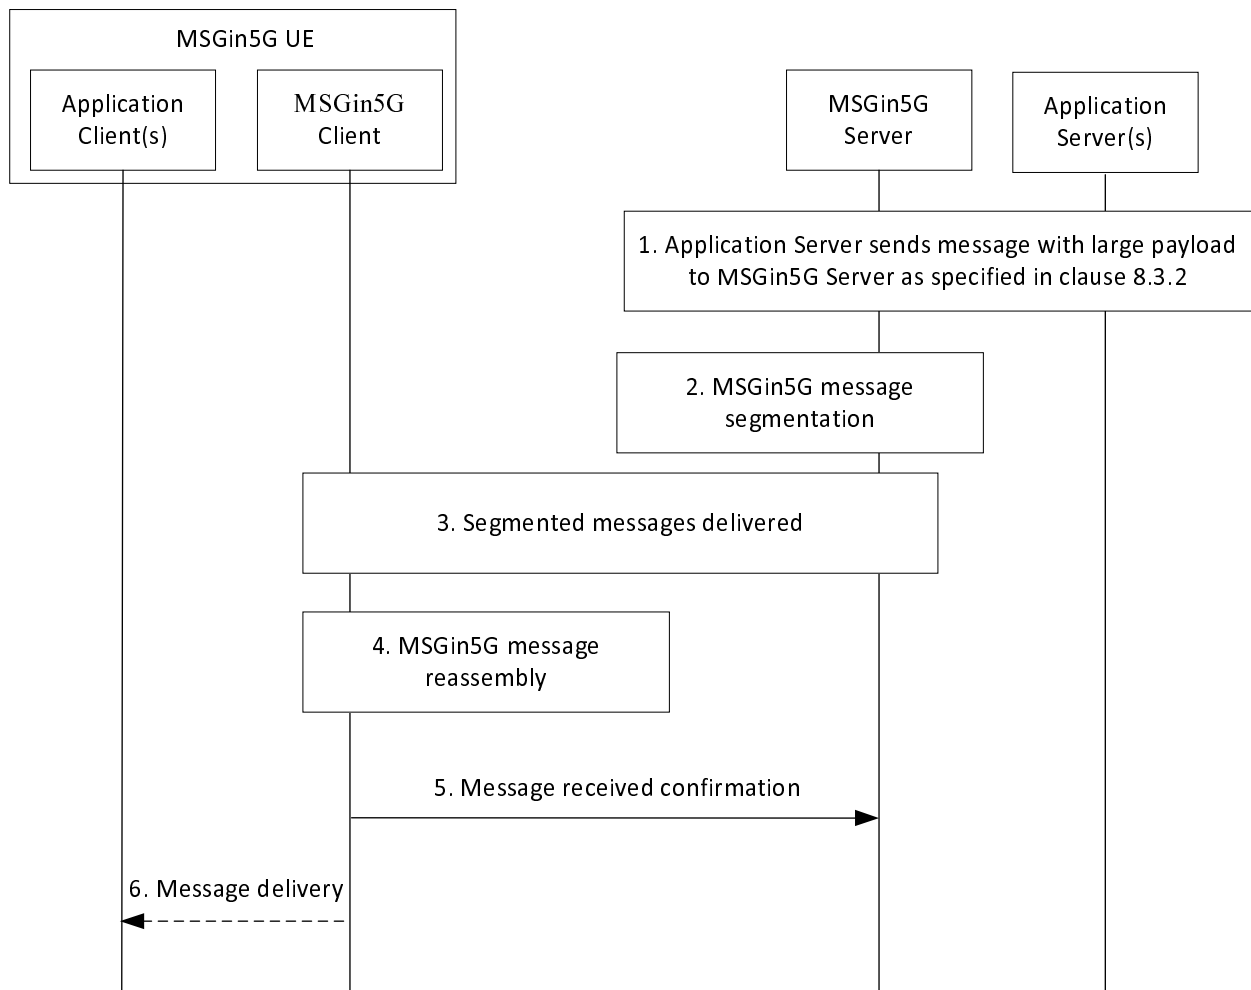 MSGin5G UE
Application
Client(s)
MSGin5G
Client
MSGin5G
Server
Application
Server(s)
1. Application Server sends message with large payload
to MSGin5G Server as specified in clause 8.3.2
2. MSGin5G message
segmentation
3. Segmented messages delivered
4. MSGin5G message
reassembly
5. Message received confirmation
6. Message delivery